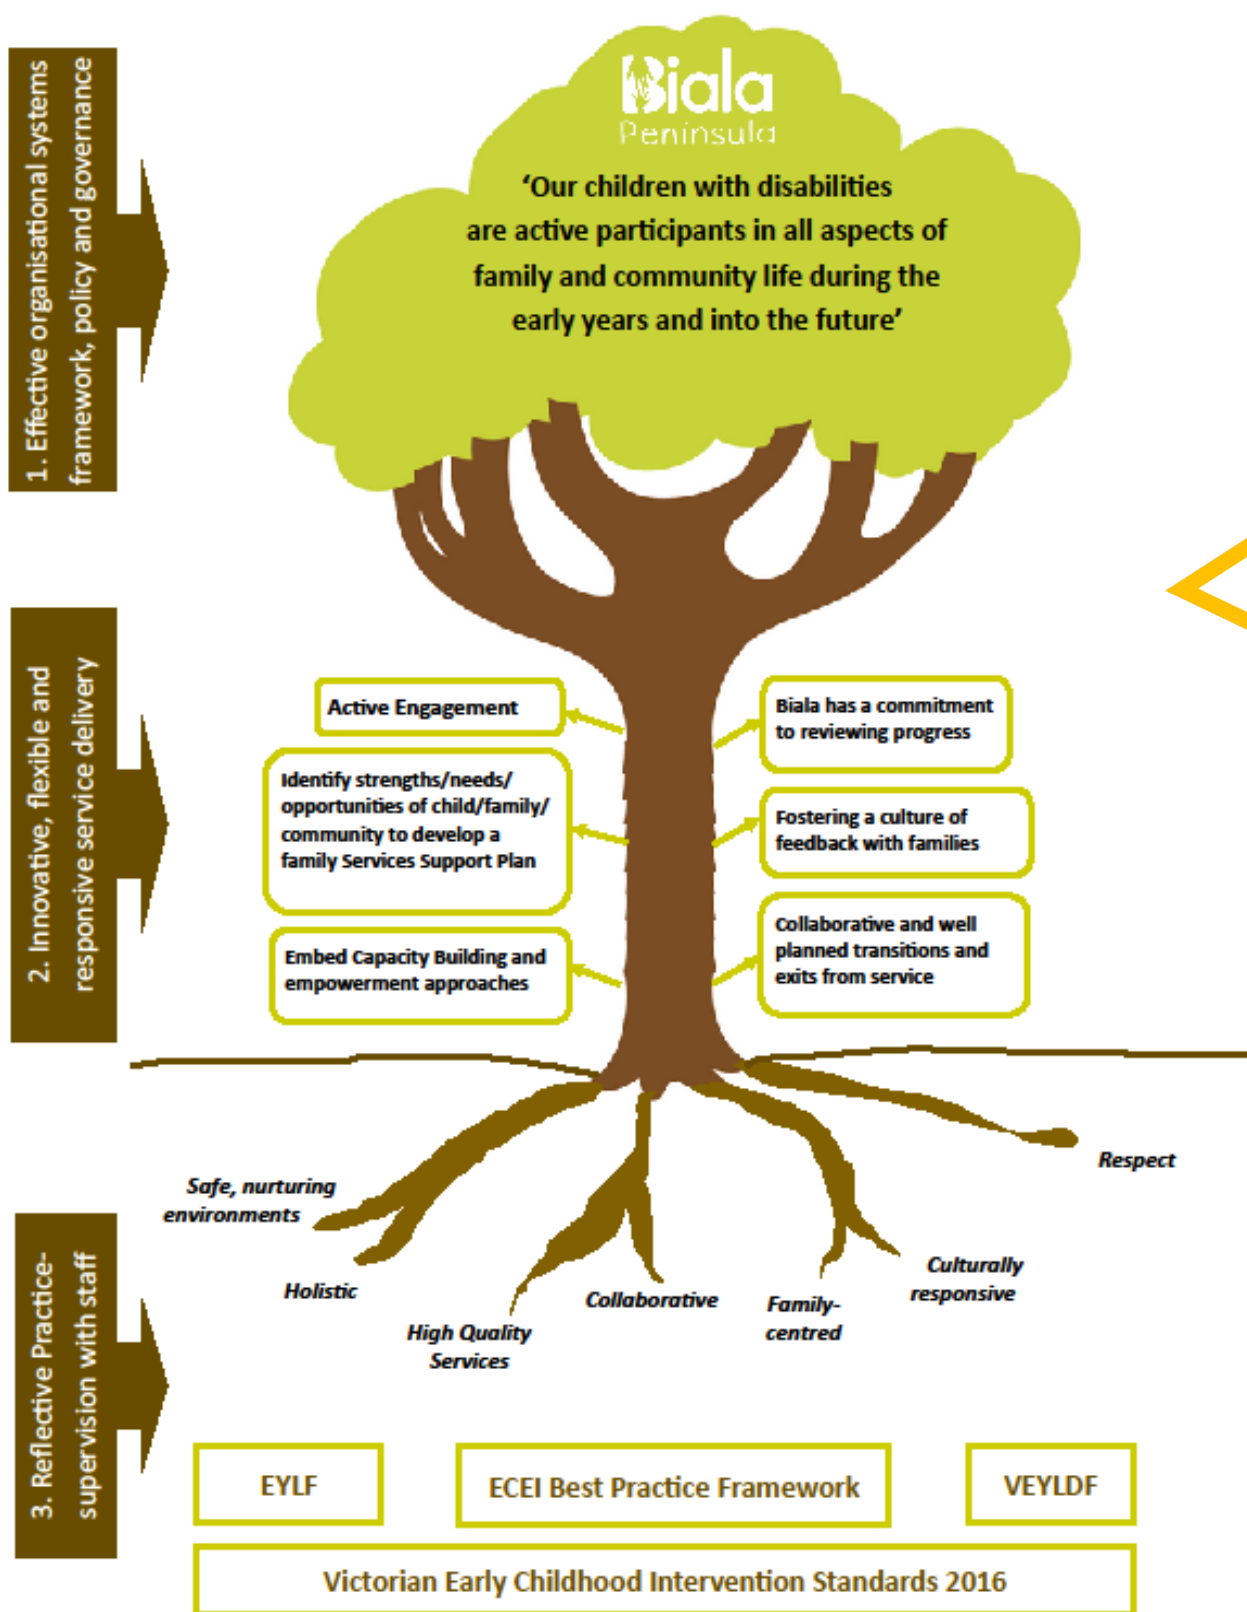 1. Effective organisational systems
framework, policy and governance
Biala
Peninsula
‘Our children with disabilities
are active participants in all aspects of
family and community life during the
early years and into the future’
2. Innovative, flexible and
responsive service delivery
Active Engagement
Identify strengths/needs/
opportunities of child/family/
community to develop a
family Services Support Plan
Embed Capacity Building and
empowerment approaches
Biala has a commitment
to reviewing progress
Fostering a culture of
feedback with families
Collaborative and well
planned transitions and
exits from service
3. Reflective Practice-
supervision with staff
Safe, nurturing
environments
Holistic
High Quality
Services
Collaborative
Family-
centred
Culturally
responsive
Respect
EYLF
ECEI Best Practice Framework
VEYLDF
Victorian Early Childhood Intervention Standards 2016